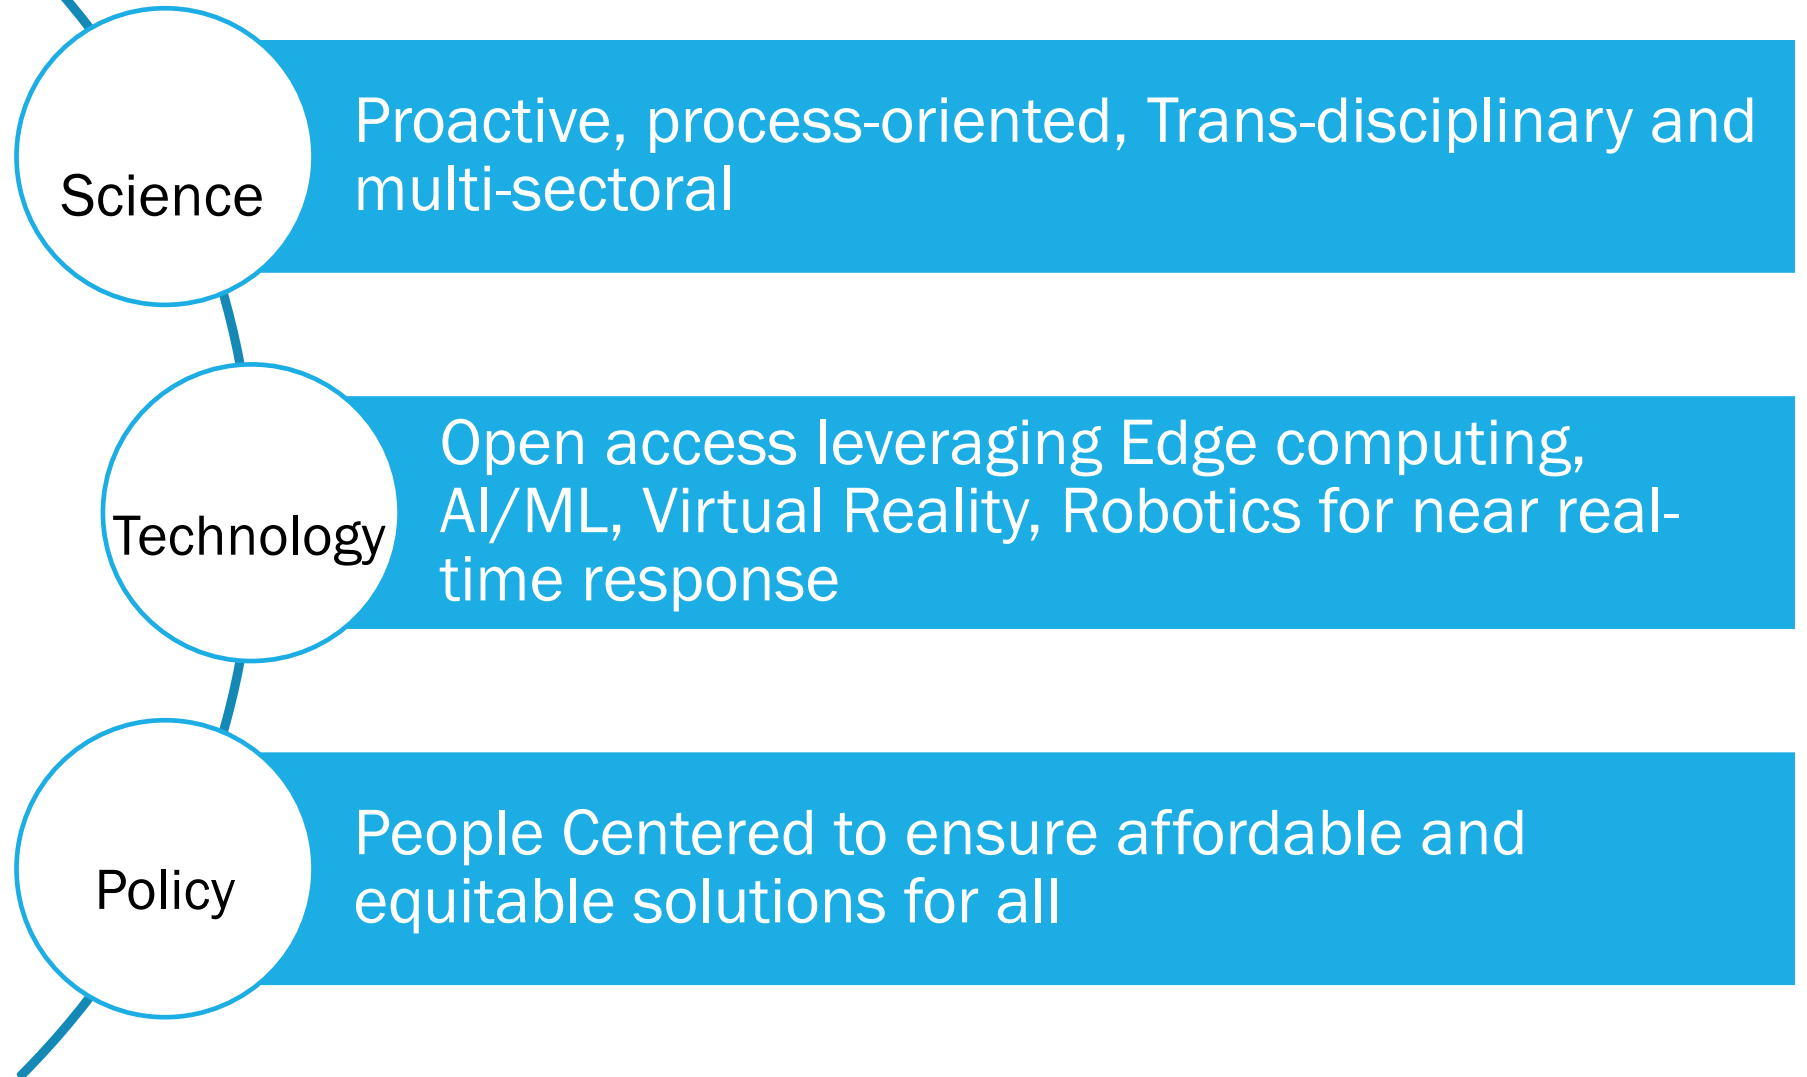 Science
Proactive, process-oriented, Trans-disciplinary and
multi-sectoral
Technology
Open access leveraging Edge computing,
AI/ML, Virtual Reality, Robotics for near real-
time response
Policy
People Centered to ensure affordable and
equitable solutions for all